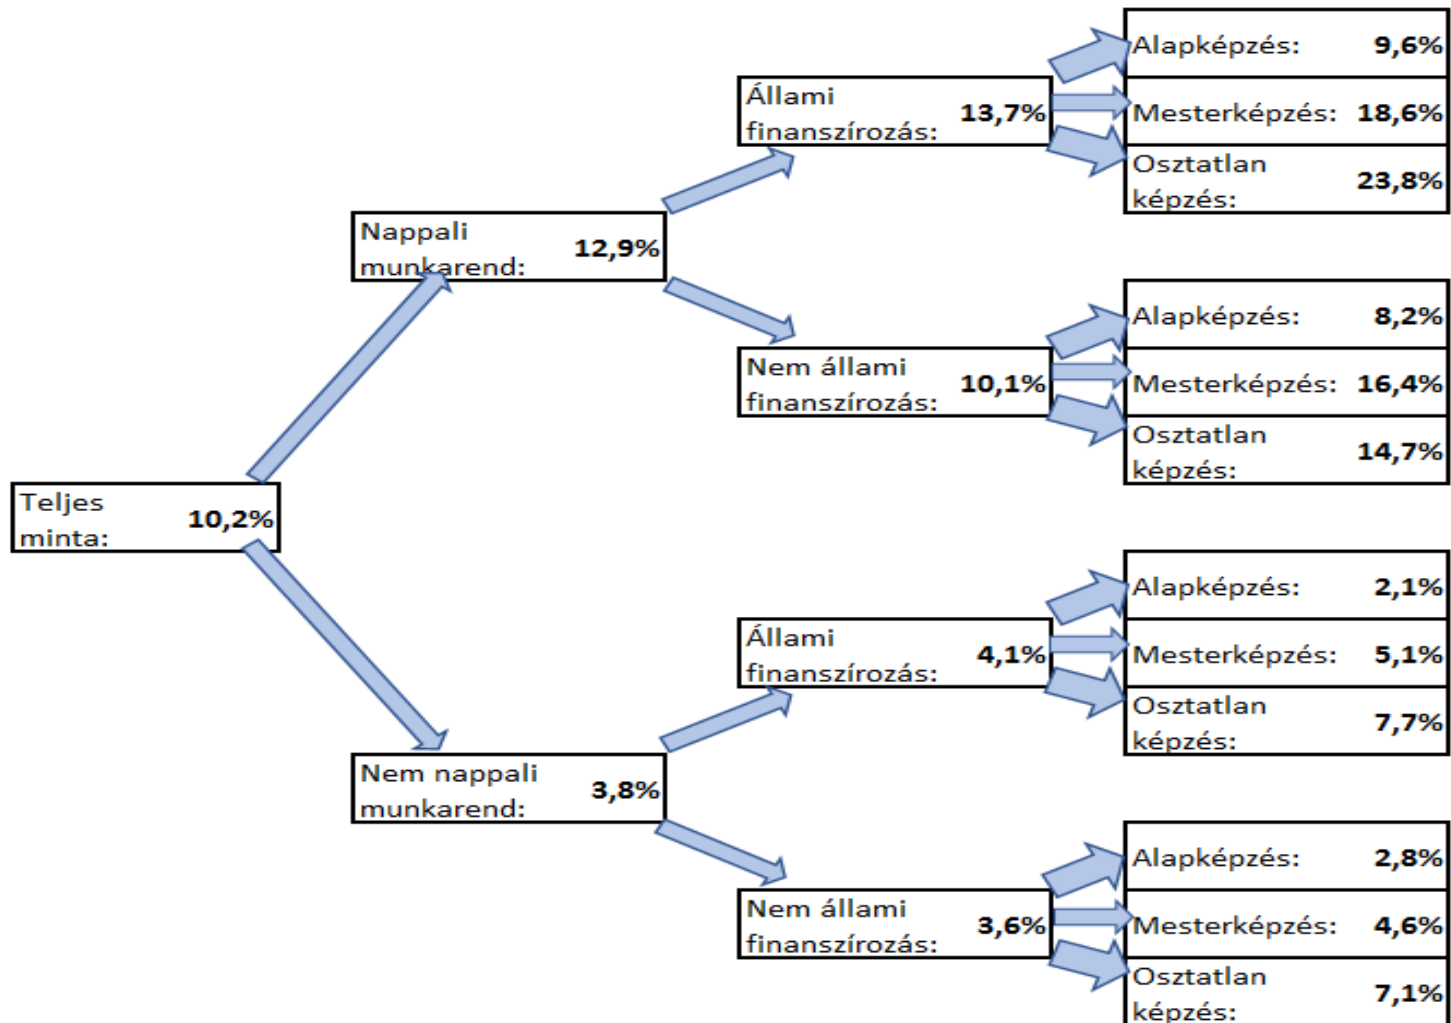 Alapképzés: 9,6%
Állami
finanszírozás: 13,7%
Mesterképzés: 18,6%
Osztatlan
képzés: 23,8%
Nappali
munkarend: 12,9%
Alapképzés: 8,2%
Nem állami
finanszírozás: 10,1%
Mesterképzés: 16,4%
Osztatlan
képzés: 14,7%
Teljes
minta: 10,2%
Alapképzés: 2,1%
Állami
finanszírozás: 4,1%
Mesterképzés: 5,1%
Osztatlan
képzés: 7,7%
Nem nappali
munkarend: 3,8%
Alapképzés: 2,8%
Nem állami
finanszírozás: 3,6%
Mesterképzés: 4,6%
Osztatlan
képzés: 7,1%